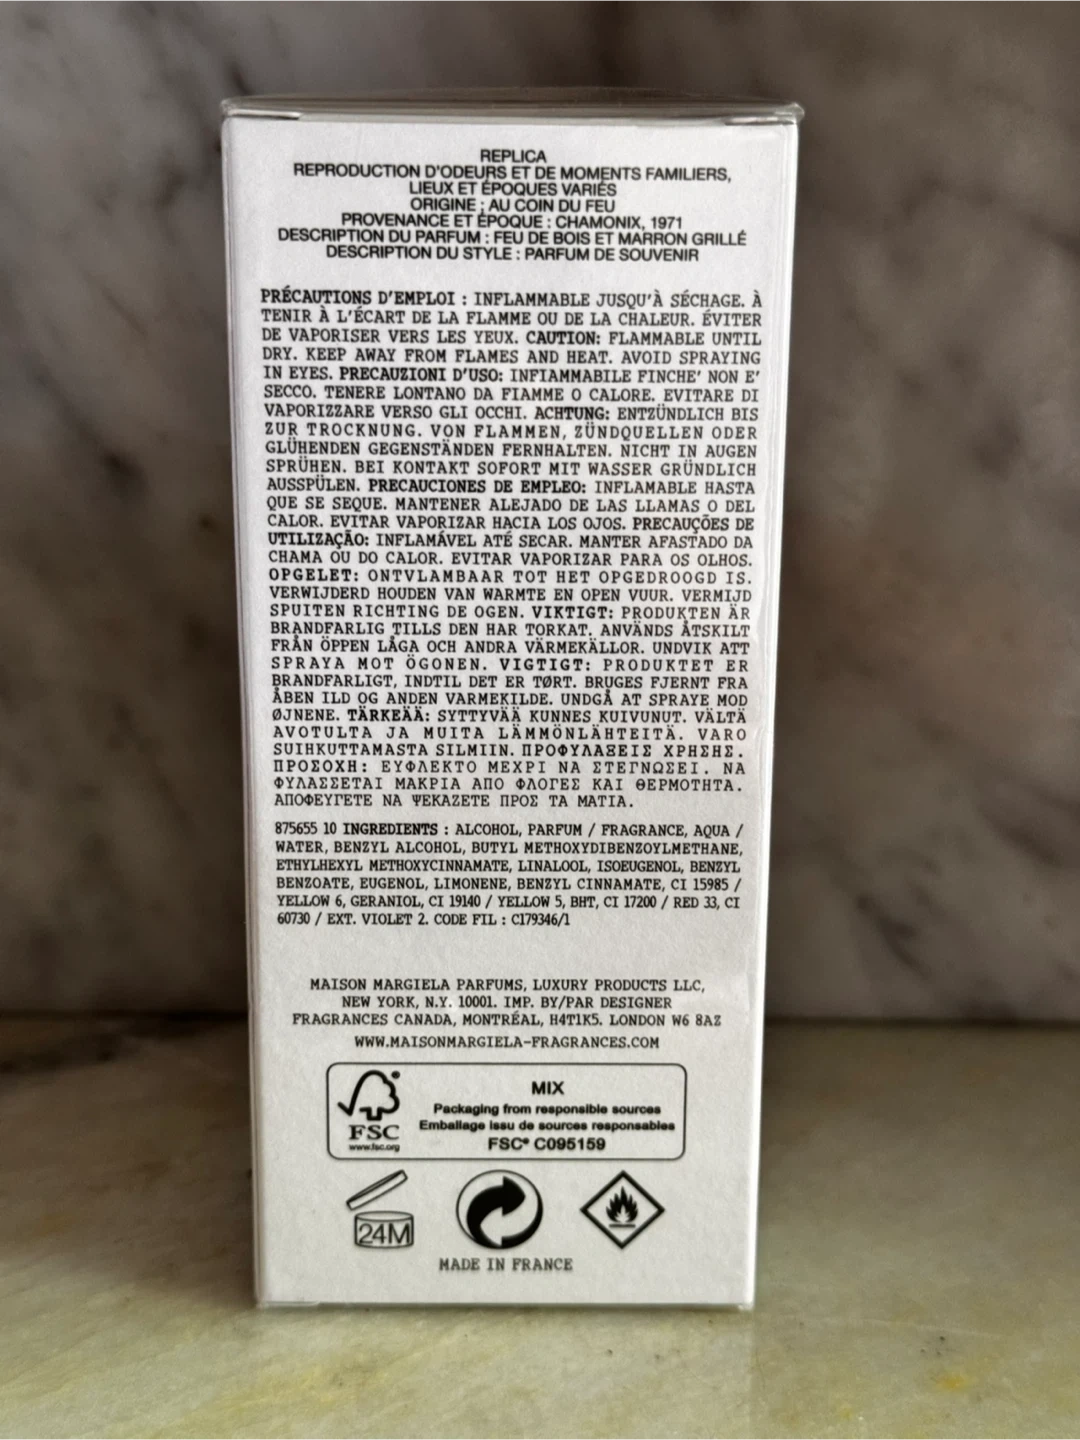 REPLICA
REPRODUCTION D'ODEURS ET DE MOMENTS FAMILIERS,
LIEUX ET ÉPOQUES VARIÉS
ORIGINE : AU COIN DU FEU
PROVENANCE ET ÉPOQUE : CHAMONIX, 1971
DESCRIPTION DU PARFUM : FEU DE BOIS ET MARRON GRILLÉ
DESCRIPTION DU STYLE : PARFUM DE SOUVENIR
PRÉCAUTIONS D'EMPLOI : INFLAMMABLE JUSQU'À SÉCHAGE. À
TENIR À L'ÉCART DE LA FLAMME OU DE LA CHALEUR. ÉVITER
DE VAPORISER VERS LES YEUX. CAUTION: FLAMMABLE UNTIL
DRY. KEEP AWAY FROM FLAMES AND HEAT. AVOID SPRAYING
IN EYES. PRECAUZIONI D'USO: INFIAMMABILE FINCHE' NON E'
SECCO. TENERE LONTANO DA FIAMME O CALORE. EVITARE DI
VAPORIZZARE VERSO GLI OCCHI. ACHTUNG: ENTZÜNDLICH BIS
ZUR TROCKNUNG. VON FLAMMEN, ZÜNDQUELLEN ODER
GLÜHENDEN GEGENSTÄNDEN FERNHALTEN. NICHT IN AUGEN
SPRÜHEN. BEI KONTAKT SOFORT MIT WASSER GRÜNDLICH
AUSSPÜLEN. PRECAUCIONES DE EMPLEO: INFLAMABLE HASTA
QUE SE SEQUE. MANTENER ALEJADO DE LAS LLAMAS O DEL
CALOR. EVITAR VAPORIZAR HACIA LOS OJOS. PRECAUÇÕES DE
UTILIZAÇÃO: INFLAMÁVEL ATÉ SECAR. MANTER AFASTADO DA
CHAMA OU DO CALOR. EVITAR VAPORIZAR PARA OS OLHOS.
OPGELET: ONTVLAMBAAR TOT HET OPGEDROOGD IS.
VERWIJDERD HOUDEN VAN WARMTE EN OPEN VUUR. VERMIJD
SPUITEN RICHTING DE OGEN. VIKTIGT: PRODUKTEN ÄR
BRANDFARLIG TILLS DEN HAR TORKAT. ANVÄNDS ÅTSKILT
FRÅN ÖPPEN LÅGA OCH ANDRA VÄRMEKÄLLOR. UNDVIK ATT
SPRAYA MOT ÖGONEN. VIGTIGT: PRODUKTET ER
BRANDFARLIGT, INDTIL DET ER TØRT. BRUGES FJERNT FRA
ÅBEN ILD OG ANDEN VARMEKILDE. UNDGÅ AT SPRAYE MOD
ØJNENE. TÄRKEÄÄ: SYTTYVÄÄ KUNNES KUIVUNUT. VÄLTÄ
AVOTULTA JA MUITA LÄMMÖNLÄHTEITÄ. VARO
SUIHKUTTAMASTA SILMIIN. ΠΡΟΦΥΛΑΞΕΙΣ ΧΡΗΣΗΣ.
ΠΡΟΣΟΧΗ: ΕΥΦΛΕΚΤΟ ΜΕΧΡΙ ΝΑ ΣΤΕΓΝΩΣΕΙ. ΝΑ
ΦΥΛΑΣΣΕΤΑΙ ΜΑΚΡΙΑ ΑΠΟ ΦΛΟΓΕΣ ΚΑΙ ΘΕΡΜΟΤΗΤΑ.
ΑΠΟΦΕΥΓΕΤΕ ΝΑ ΨΕΚΑΖΕΤΕ ΠΡΟΣ ΤΑ ΜΑΤΙΑ.
875655 10 INGREDIENTS : ALCOHOL, PARFUM / FRAGRANCE, AQUA /
WATER, BENZYL ALCOHOL, BUTYL METHOXYDIBENZOYLMETHANE,
ETHYLHEXYL METHOXYCINNAMATE, LINALOOL, ISOEUGENOL, BENZYL
BENZOATE, EUGENOL, LIMONENE, BENZYL CINNAMATE, CI 15985 /
YELLOW 6, GERANIOL, CI 19140 / YELLOW 5, BHT, CI 17200 / RED 33, CI
60730 / EXT. VIOLET 2. CODE FIL : C179346/1
MAISON MARGIELA PARFUMS, LUXURY PRODUCTS LLC,
NEW YORK, N.Y. 10001. IMP. BY/PAR DESIGNER
FRAGRANCES CANADA, MONTRÉAL, H4T1K5. LONDON W6 8AZ
WWW.MAISONMARGIELA-FRAGRANCES.COM
FSC
www.fsc.org
MIX
Packaging from responsible sources
Emballage issu de sources responsables
FSC® C095159
24M
MADE IN FRANCE